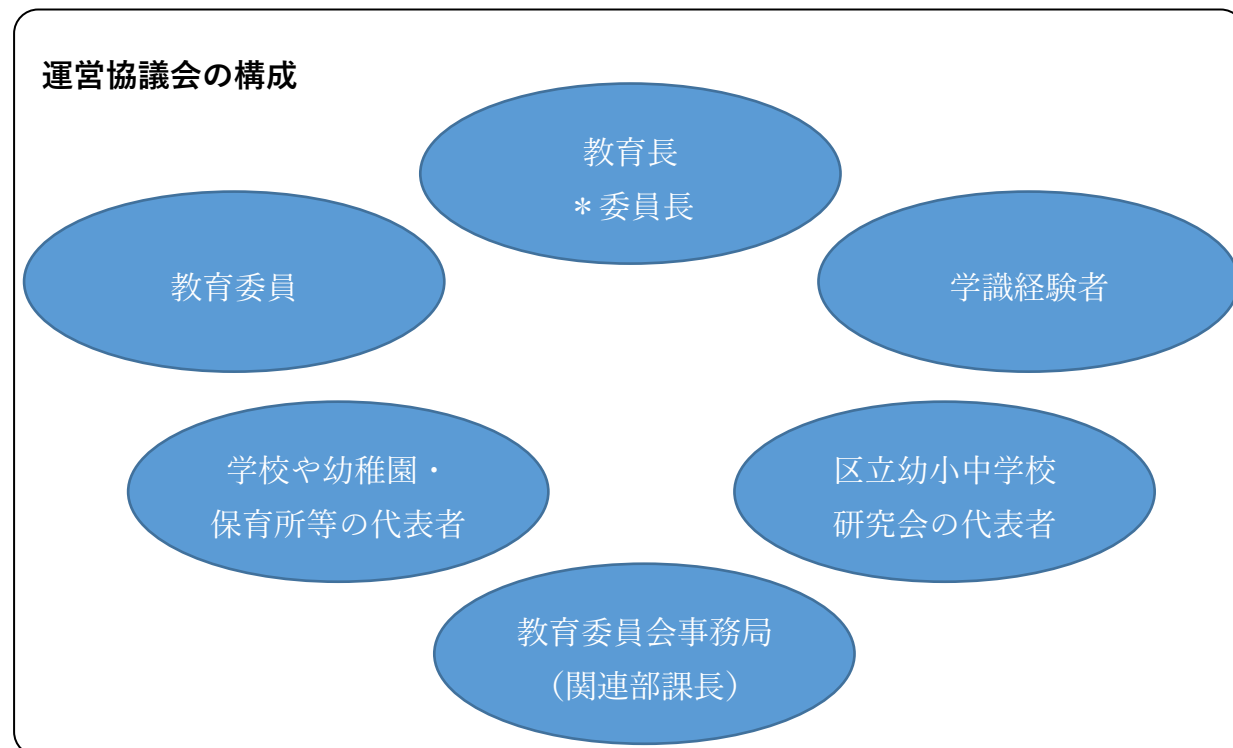 運営協議会の構成
教育長
＊委員長
教育委員
学識経験者
学校や幼稚園・
保育所等の代表者
区立幼小中学校
研究会の代表者
教育委員会事務局
（関連部課長）